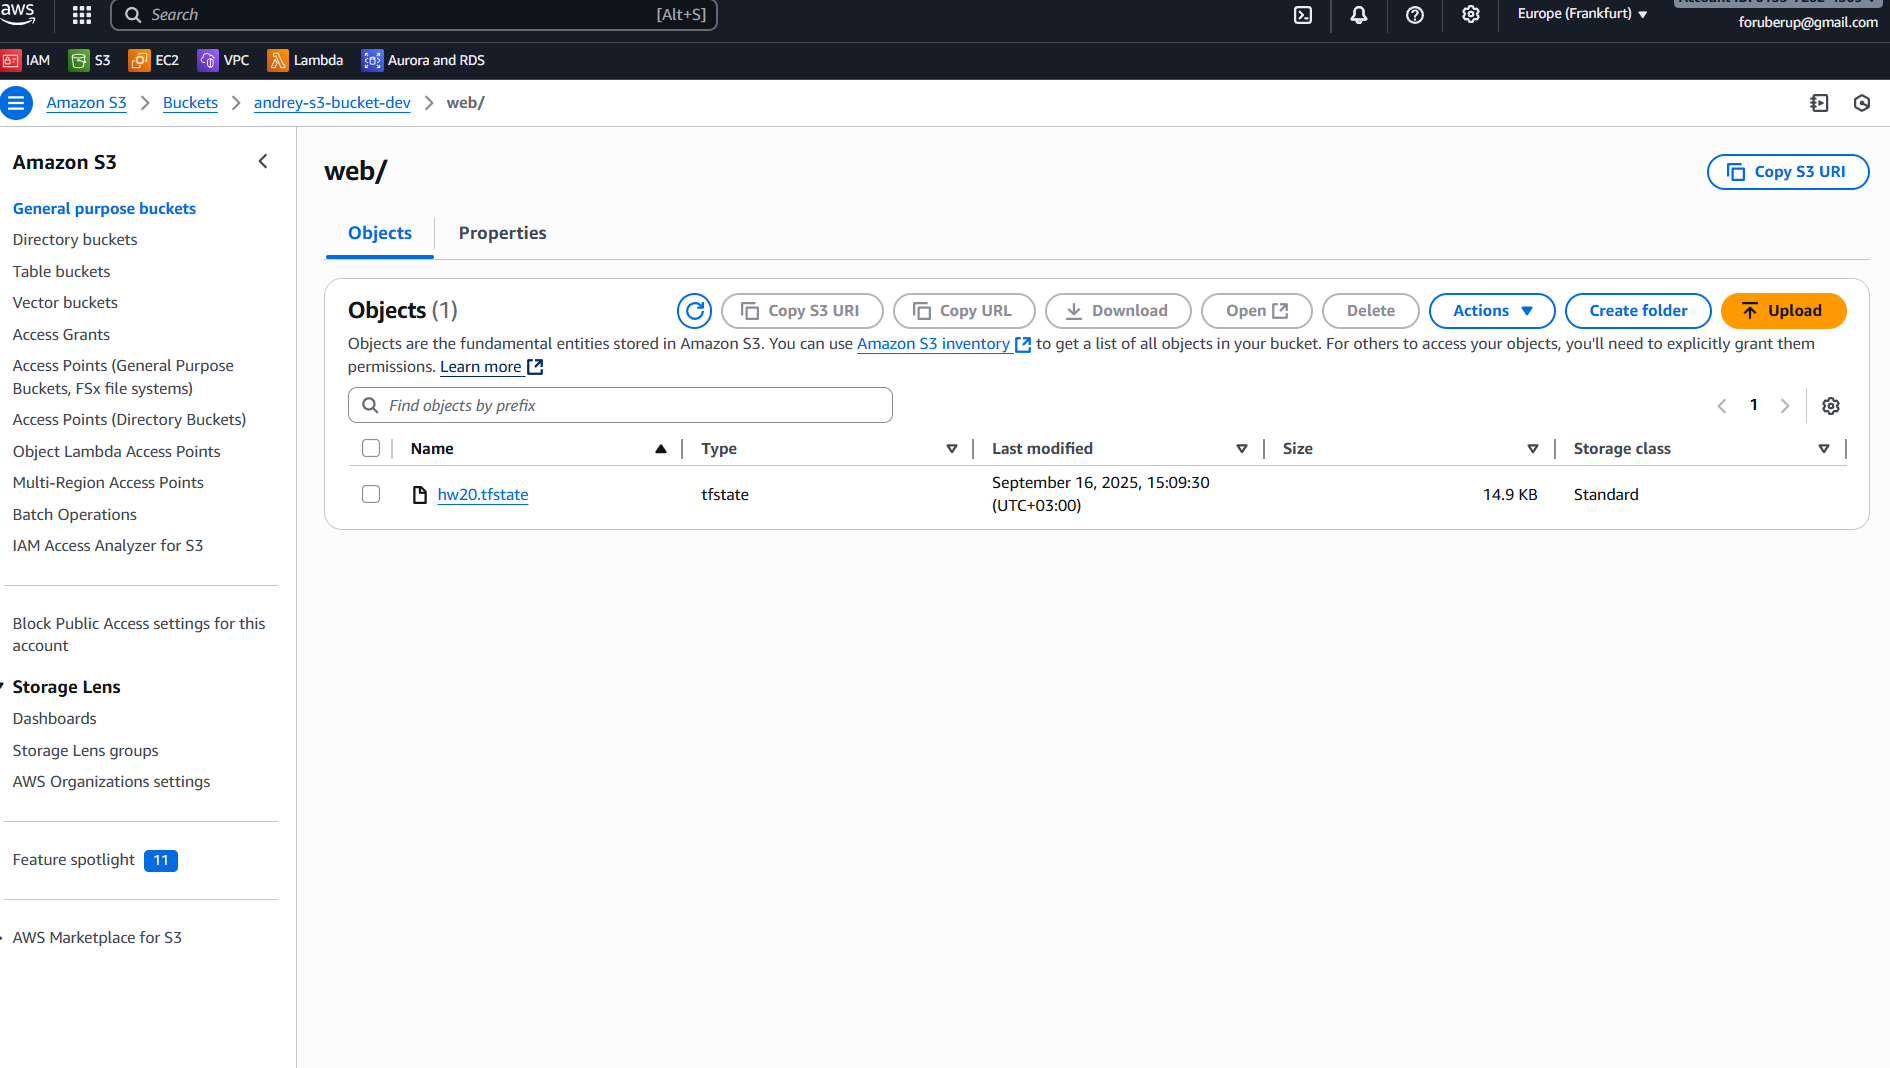 aws
Search [Alt+S]
Europe (Frankfurt)
foruberup@gmail.com
IAM S3 EC2 VPC Lambda Aurora and RDS
Amazon S3 Buckets andrey-s3-bucket-dev web/
Amazon S3
General purpose buckets
Directory buckets
Table buckets
Vector buckets
Access Grants
Access Points (General Purpose
Buckets, FSx file systems)
Access Points (Directory Buckets)
Object Lambda Access Points
Multi-Region Access Points
Batch Operations
IAM Access Analyzer for S3
Block Public Access settings for this
account
Storage Lens
Dashboards
Storage Lens groups
AWS Organizations settings
Feature spotlight 11
AWS Marketplace for S3
web/
Copy S3 URI
Objects Properties
Objects (1)
Copy S3 URI Copy URL Download Open Delete Actions Create folder Upload
Objects are the fundamental entities stored in Amazon S3. You can use Amazon S3 inventory to get a list of all objects in your bucket. For others to access your objects, you'll need to explicitly grant them
permissions. Learn more
Find objects by prefix
1
Name Type Last modified Size Storage class
hw20.tfstate tfstate September 16, 2025, 15:09:30 14.9 KB Standard
(UTC+03:00)